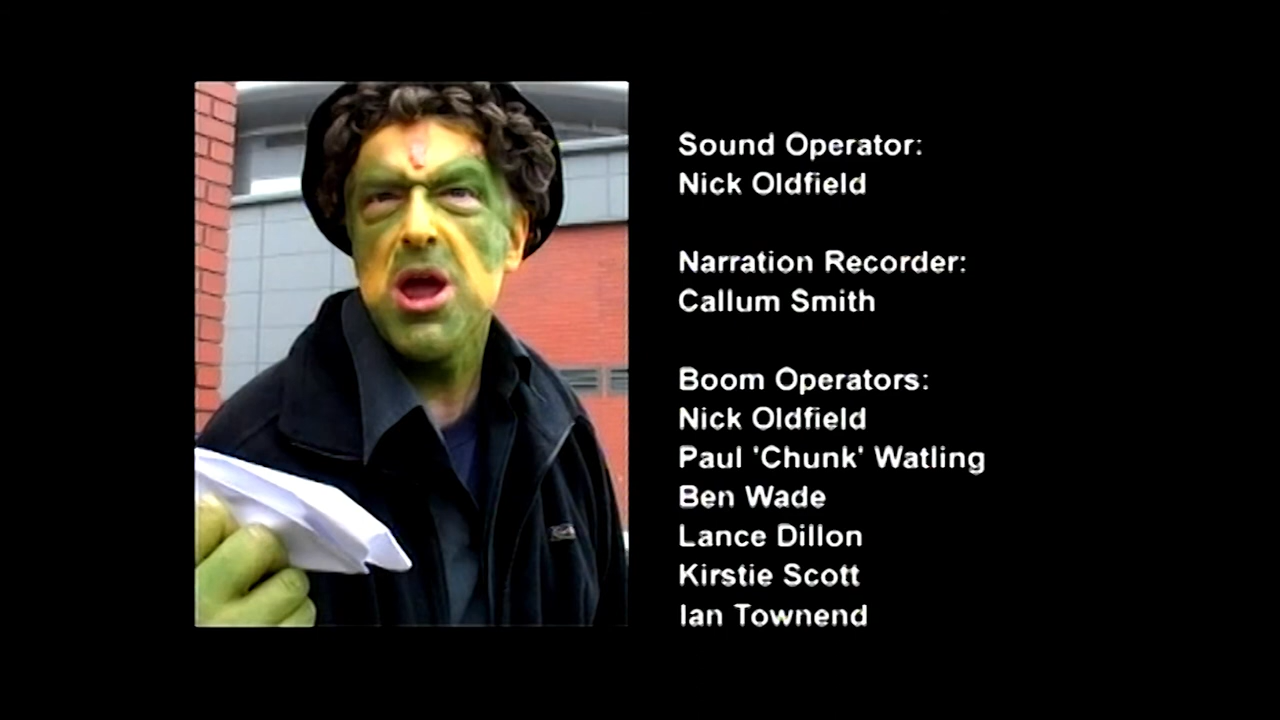 Sound Operator:
Nick Oldfield
Narration Recorder:
Callum Smith
Boom Operators:
Nick Oldfield
Paul 'Chunk' Watling
Ben Wade
Lance Dillon
Kirstie Scott
Ian Townend